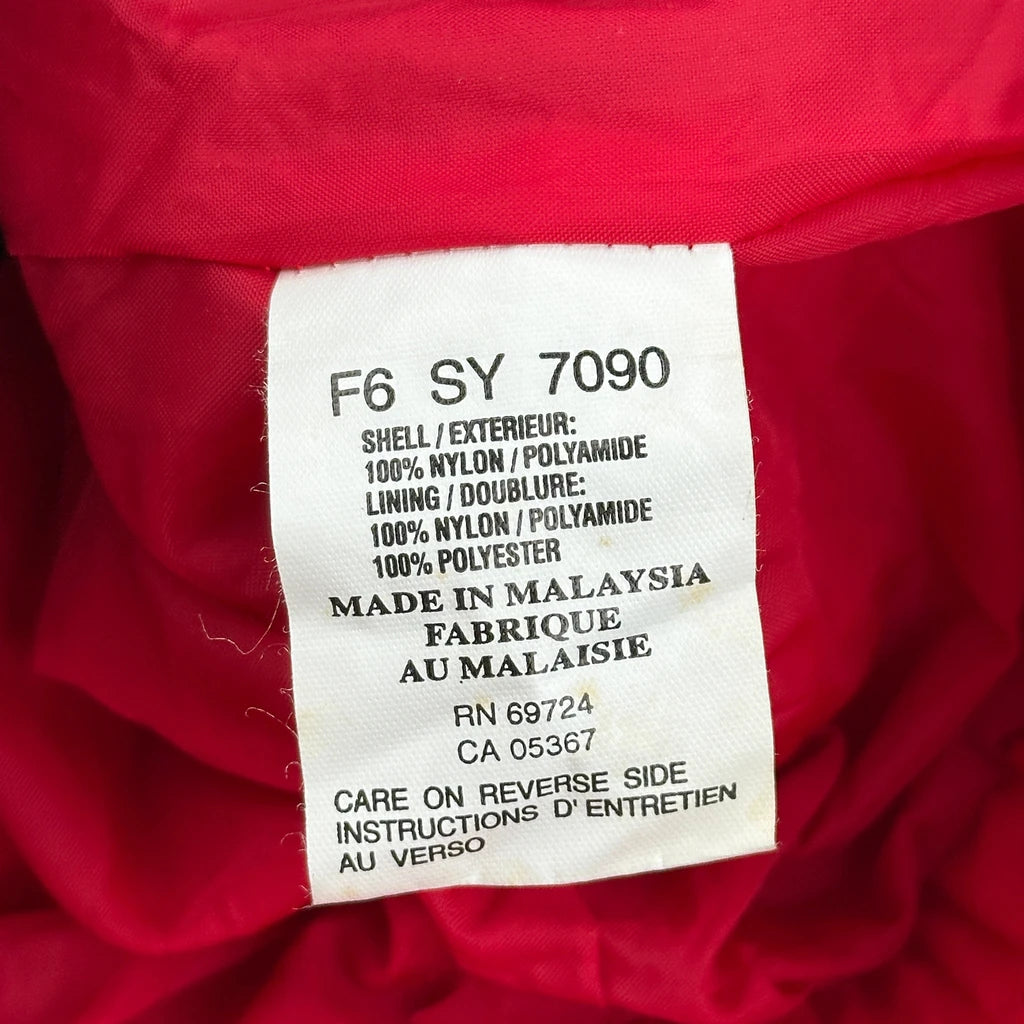 F6 SY 7090
SHELL / EXTERIEUR:
100% NYLON / POLYAMIDE
LINING / DOUBLURE:
100% NYLON / POLYAMIDE
100% POLYESTER
MADE IN MALAYSIA
FABRIQUE
AU MALAISIE
RN 69724
CA 05367
CARE ON REVERSE SIDE
INSTRUCTIONS D'ENTRETIEN
AU VERSO